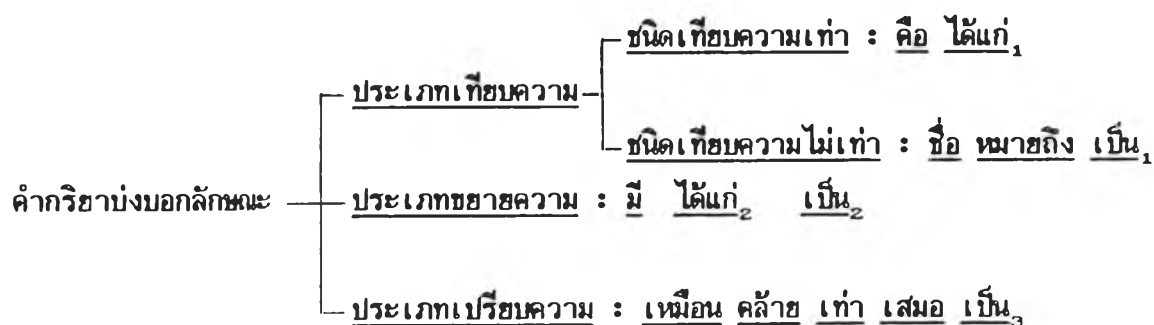 ชนิดเทียบความเท่า : คือ ได้แก่₁
ประเภทเทียบความ
ชนิดเทียบความไม่เท่า : ชื่อ หมายถึง เป็น₁
คำกริยาบ่งบอกลักษณะ
ประเภทขยายความ : มี ได้แก่₂ เป็น₂
ประเภทเปรียบความ : เหมือน คล้าย เท่า เสมอ เป็น₃